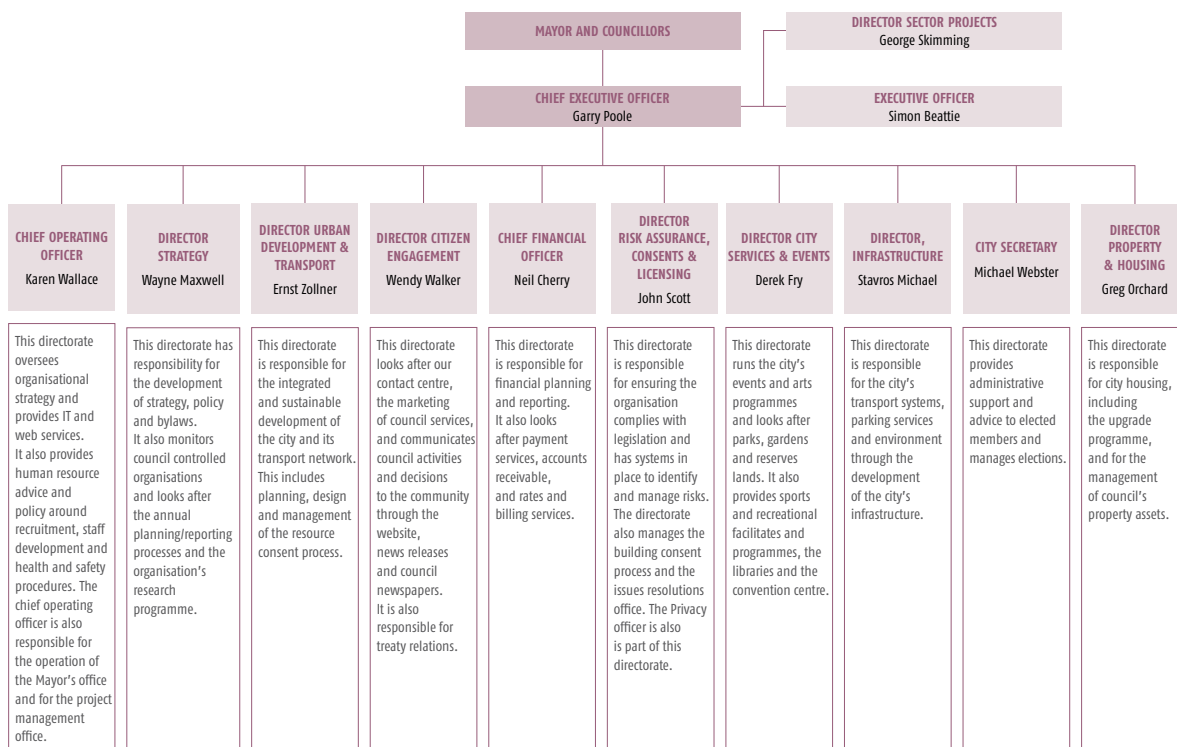 MAYOR AND COUNCILLORS
DIRECTOR SECTOR PROJECTS
George Skimming
CHIEF EXECUTIVE OFFICER
Garry Poole
EXECUTIVE OFFICER
Simon Beattie
CHIEF OPERATING
OFFICER
Karen Wallace
DIRECTOR
STRATEGY
Wayne Maxwell
DIRECTOR URBAN
DEVELOPMENT &
TRANSPORT
Ernst Zollner
DIRECTOR CITIZEN
ENGAGEMENT
Wendy Walker
CHIEF FINANCIAL
OFFICER
Neil Cherry
DIRECTOR
RISK ASSURANCE,
CONSENTS &
LICENSING
John Scott
DIRECTOR CITY
SERVICES & EVENTS
Derek Fry
DIRECTOR,
INFRASTRUCTURE
Stavros Michael
CITY SECRETARY
Michael Webster
DIRECTOR
PROPERTY
& HOUSING
Greg Orchard
This directorate
oversees
organisational
strategy and
provides IT and
web services.
It also provides
human resource
advice and
policy around
recruitment, staff
development and
health and safety
procedures. The
chief operating
officer is also
responsible for
the operation of
the Mayor's office
and for the project
management
office.
This directorate has
responsibility for
the development
of strategy, policy
and bylaws.
It also monitors
council controlled
organisations
and looks after
the annual
planning/reporting
processes and the
organisation's
research
programme.
This directorate
is responsible for
the integrated
and sustainable
development of
the city and its
transport network.
This includes
planning, design
and management
of the resource
consent process.
This directorate
looks after our
contact centre,
the marketing
of council services,
and communicates
council activities
and decisions
to the community
through the
website,
news releases
and council
newspapers.
It is also
responsible for
treaty relations.
This directorate
is responsible for
financial planning
and reporting.
It also looks
after payment
services, accounts
receivable,
and rates and
billing services.
This directorate
is responsible
for ensuring the
organisation
complies with
legislation and
has systems in
place to identify
and manage risks.
The directorate
also manages the
building consent
process and the
issues resolutions
office. The Privacy
officer is also
is part of this
directorate.
This directorate
runs the city's
events and arts
programmes
and looks after
parks, gardens
and reserves
lands. It also
provides sports
and recreational
facilitates and
programmes, the
libraries and the
convention centre.
This directorate
is responsible
for the city's
transport systems,
parking services
and environment
through the
development
of the city's
infrastructure.
This directorate
provides
administrative
support and
advice to elected
members and
manages elections.
This directorate
is responsible
for city housing,
including
the upgrade
programme,
and for the
management
of council's
property assets.